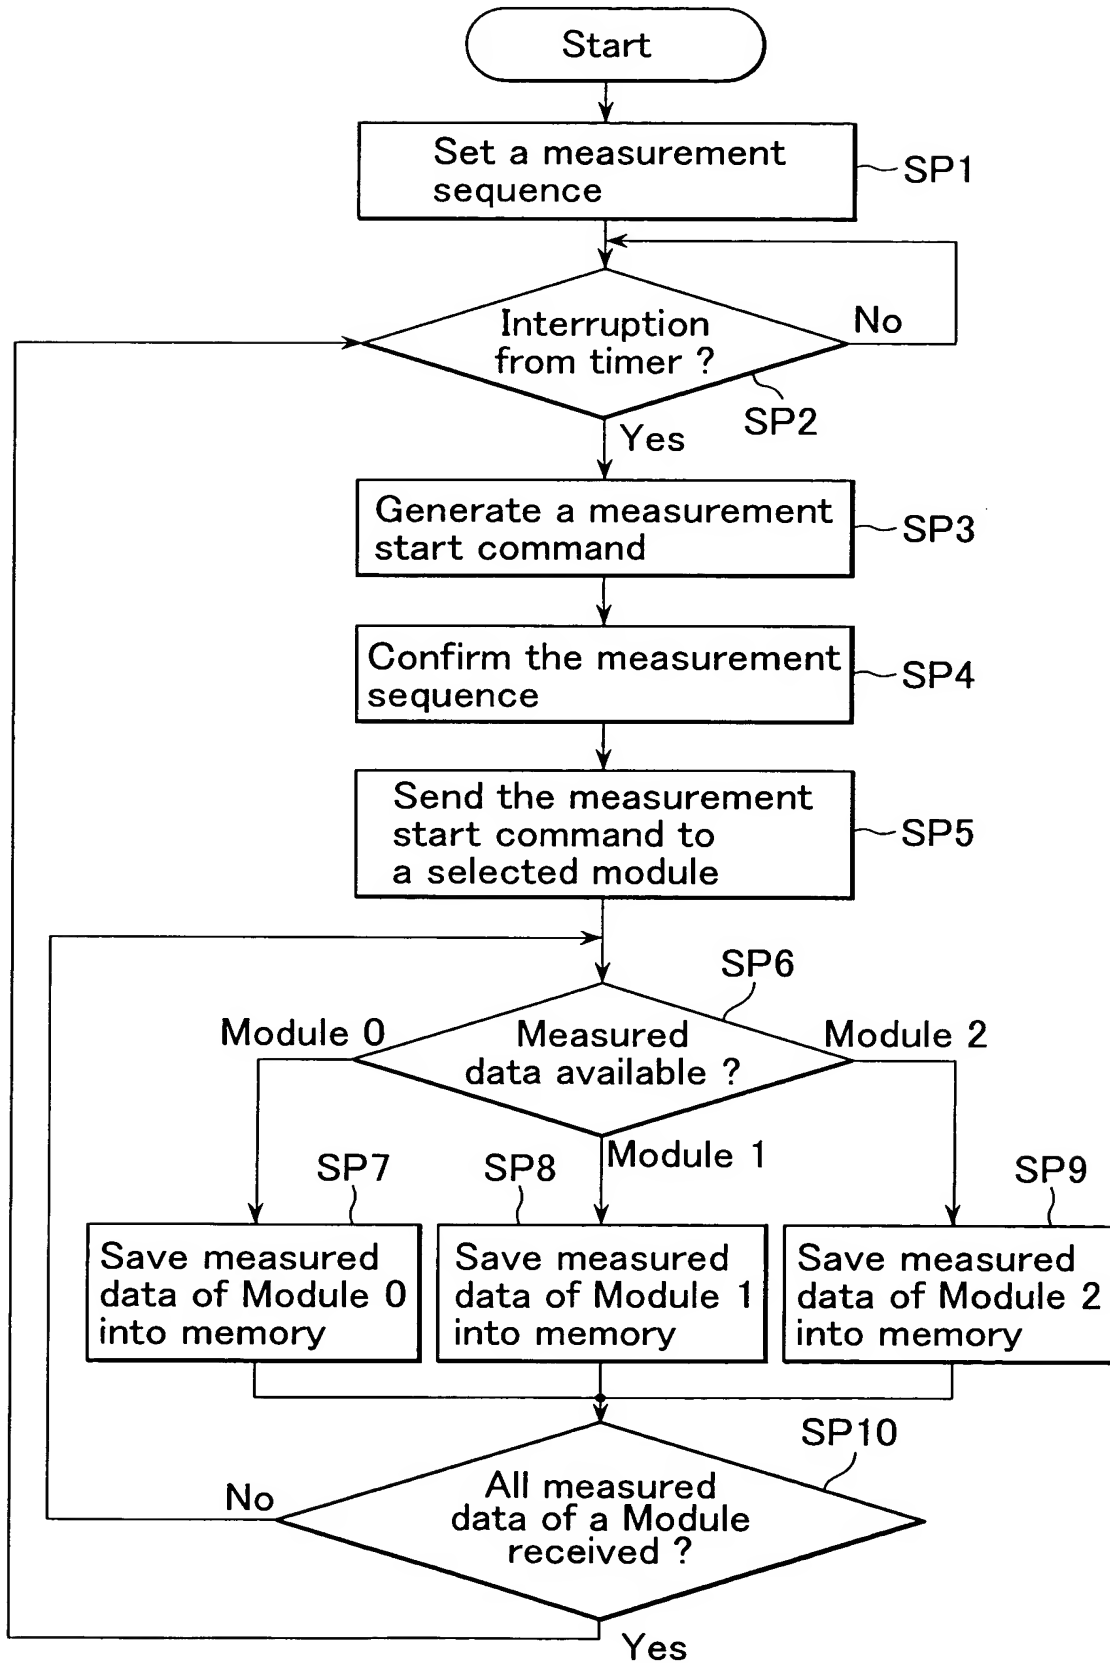 Start
Set a measurement
sequence
SP1
Interruption
from timer ?
No
SP2
Yes
Generate a measurement
start command
SP3
Confirm the measurement
sequence
SP4
Send the measurement
start command to
a selected module
SP5
SP6
Module 0
Measured
data available ?
Module 2
Module 1
SP7
SP8
SP9
Save measured
data of Module 0
into memory
Save measured
data of Module 1
into memory
Save measured
data of Module 2
into memory
SP10
No
All measured
data of a Module
received ?
Yes